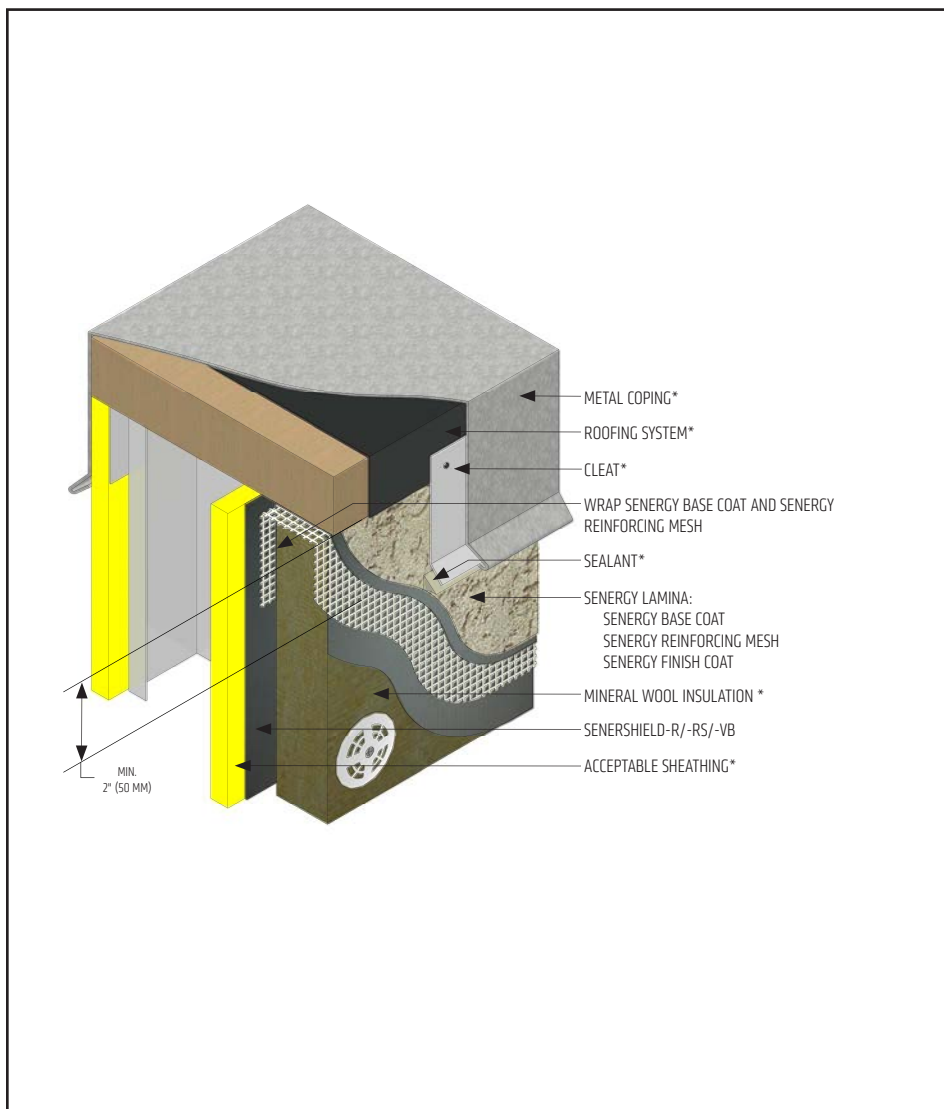 METAL COPING*
ROOFING SYSTEM*
CLEAT*
WRAP SENERGY BASE COAT AND SENERGY
REINFORCING MESH
SEALANT*
SENERGY LAMINA:
SENERGY BASE COAT
SENERGY REINFORCING MESH
SENERGY FINISH COAT
MINERAL WOOL INSULATION *
SENERSHIELD-R/-RS/-VB
ACCEPTABLE SHEATHING*
MIN.
2" (50 MM)